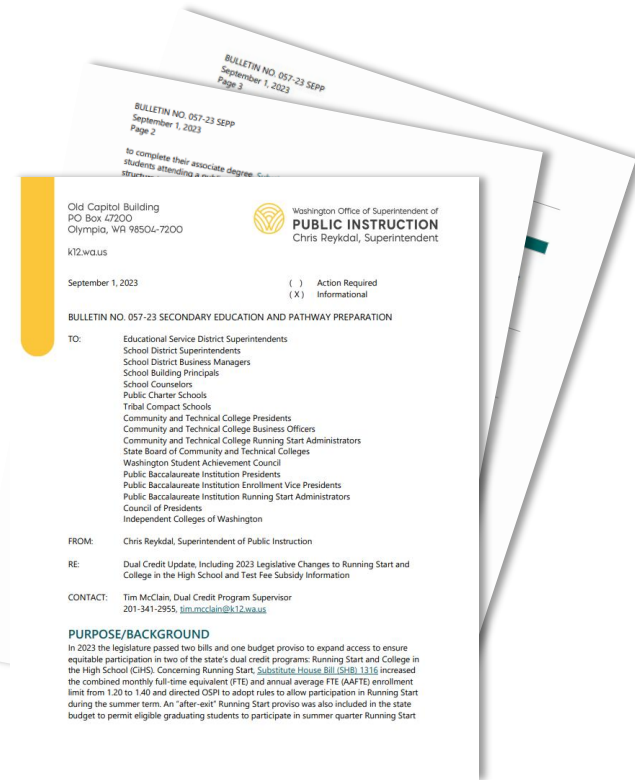 BULLETIN NO. 057-23 SEPP
September 1, 2023
Page 3
BULLETIN NO. 057-23 SEPP
September 1, 2023
Page 2
to complete their associate degree.
students attending a
Old Capitol Building
PO Box 47200
Olympia, WA 98504-7200
k12.wa.us
Washington Office of Superintendent of
PUBLIC INSTRUCTION
Chris Reykdal, Superintendent
September 1, 2023
( ) Action Required
( X ) Informational
BULLETIN NO. 057-23 SECONDARY EDUCATION AND PATHWAY PREPARATION
TO: Educational Service District Superintendents
School District Superintendents
School District Business Managers
School Building Principals
School Counselors
Public Charter Schools
Tribal Compact Schools
Community and Technical College Presidents
Community and Technical College Business Officers
Community and Technical College Running Start Administrators
State Board of Community and Technical Colleges
Washington Student Achievement Council
Public Baccalaureate Institution Presidents
Public Baccalaureate Institution Enrollment Vice Presidents
Public Baccalaureate Institution Running Start Administrators
Council of Presidents
Independent Colleges of Washington
FROM: Chris Reykdal, Superintendent of Public Instruction
RE: Dual Credit Update, Including 2023 Legislative Changes to Running Start and
College in the High School and Test Fee Subsidy Information
CONTACT: Tim McClain, Dual Credit Program Supervisor
201-341-2955, tim.mcclain@k12.wa.us
PURPOSE/BACKGROUND
In 2023 the legislature passed two bills and one budget proviso to expand access to ensure
equitable participation in two of the state's dual credit programs: Running Start and College in
the High School (CiHS). Concerning Running Start, Substitute House Bill (SHB) 1316 increased
the combined monthly full-time equivalent (FTE) and annual average FTE (AAFTE) enrollment
limit from 1.20 to 1.40 and directed OSPI to adopt rules to allow participation in Running Start
during the summer term. An "after-exit" Running Start proviso was also included in the state
budget to permit eligible graduating students to participate in summer quarter Running Start